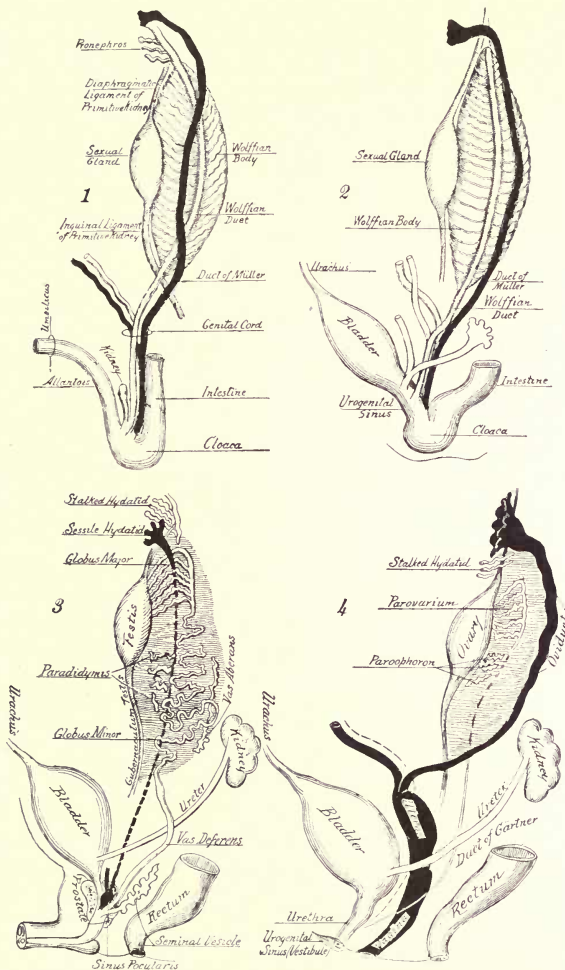 Pronephros
Diaphragmatic
Ligament of
Primitive Kidney
Sexual
Gland
Wolffian
Body
1
Wolffian
Duct
Inguinal Ligament
of Primitive Kidney
Duct of Müller
Umbilicus
Genital Cord
Kidney
Allantois
Intestine
Cloaca
Sexual Gland
2
Wolffian Body
Urachus
Duct of
Müller
Wolffian
Duct
Bladder
Intestine
Urogenital
Sinus
Cloaca
Stalked Hydatid
Sessile Hydatid
Globus Major
3
Testis
Paradidymis
Vas Aberans
Gubernaculum Testis
Globus Minor
Urachus
Kidney
Bladder
Ureter
Vas Deferens
Prostate
Rectum
Seminal Vesicle
Sinus Pocularis
Stalked Hydatid
4
Parovarium
Ovary
Oviduct
Paroophoron
Urachus
Kidney
Bladder
Uterus
Ureter
Duct of Gartner
Rectum
Urethra
Urogenital
Sinus (Vestibule)
Vagina